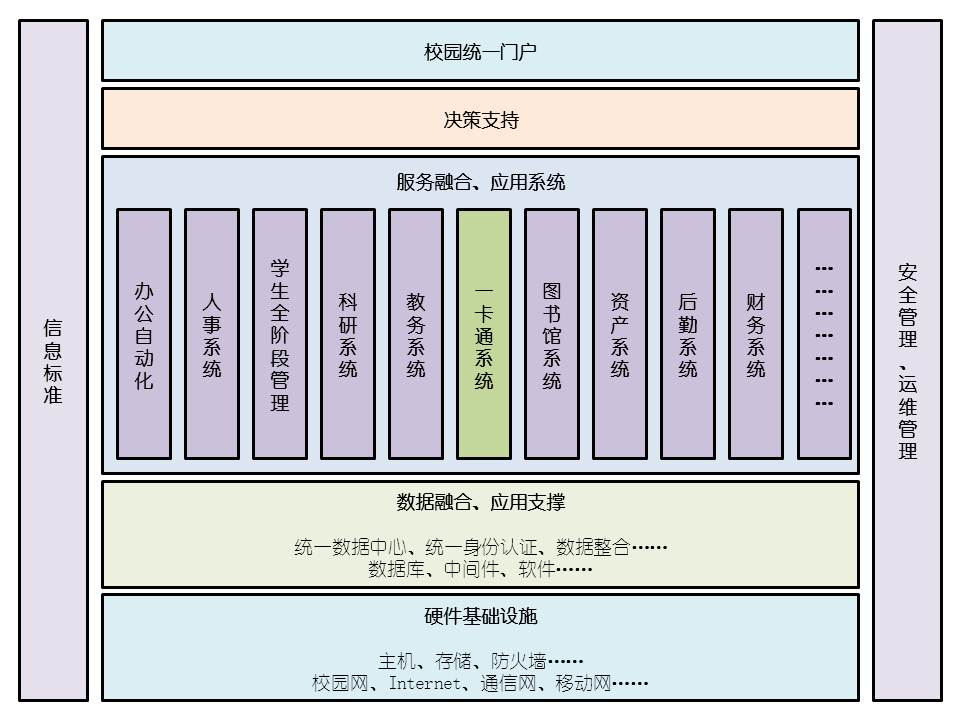 信息标准
校园统一门户
决策支持
服务融合、应用系统
办公自动化
人事系统
学生全阶段管理
科研系统
教务系统
一卡通系统
图书馆系统
资产系统
后勤系统
财务系统
…………………
数据融合、应用支撑
统一数据中心、统一身份认证、数据整合……
数据库、中间件、软件……
硬件基础设施
主机、存储、防火墙……
校园网、Internet、通信网、移动网……
安全管理、运维管理